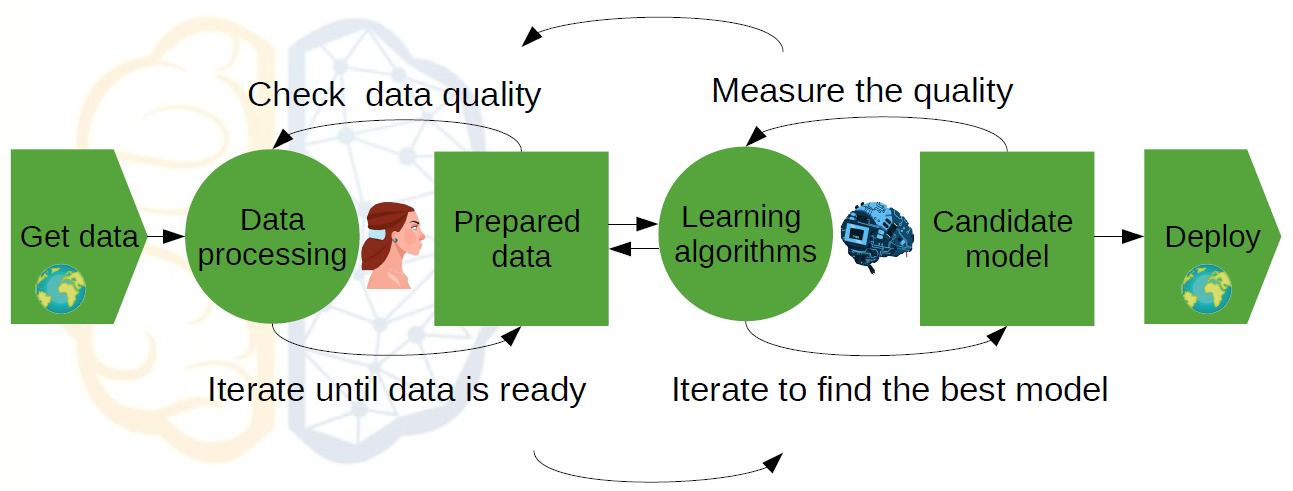 Check data quality
Measure the quality
Get data
Data
processing
Prepared
data
Learning
algorithms
Candidate
model
Deploy
Iterate until data is ready
Iterate to find the best model